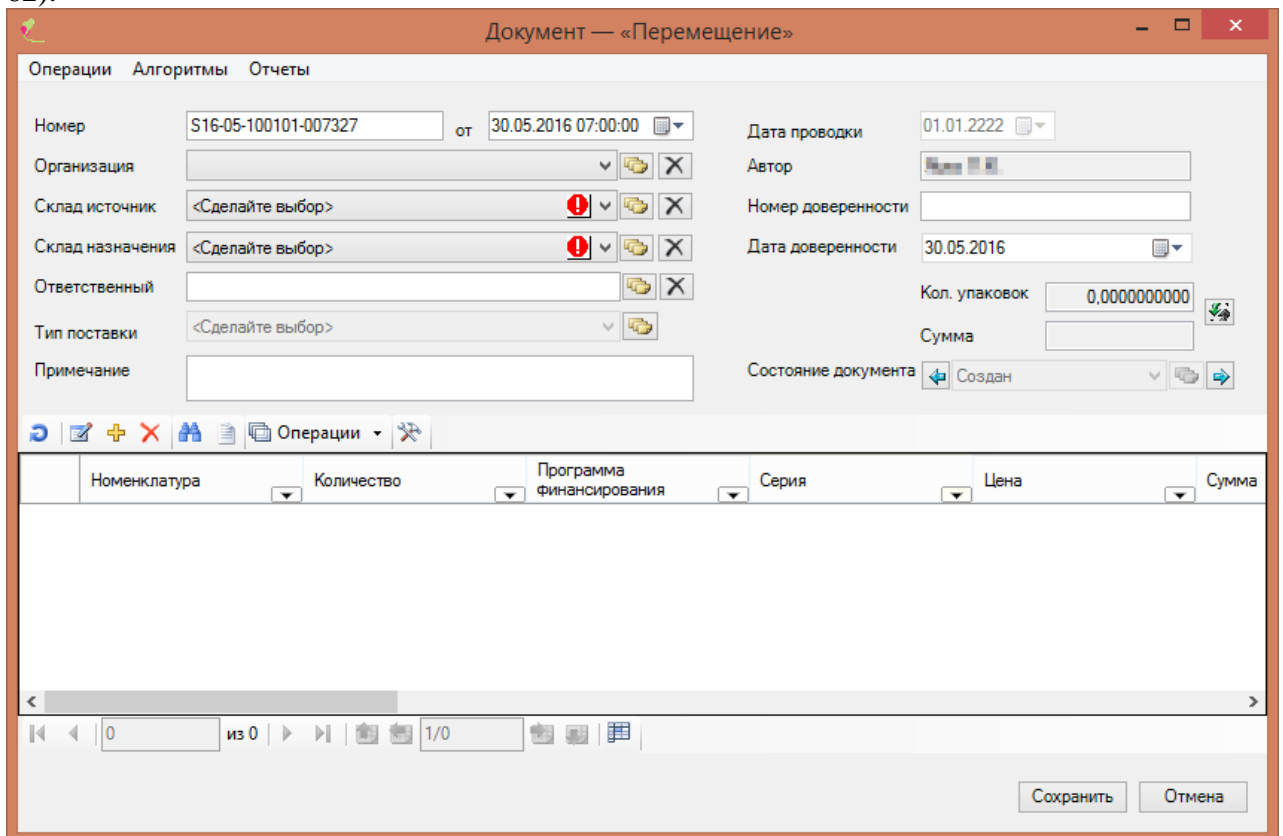 Документ — «Перемещение»
Операции Алгоритмы Отчеты
Номер S16-05-100101-007327 от 30.05.2016 07:00:00 Дата проводки 01.01.2222
Организация Автор
Склад источник <Сделайте выбор> Номер доверенности
Склад назначения <Сделайте выбор> Дата доверенности 30.05.2016
Ответственный Кол. упаковок 0,0000000000
Тип поставки <Сделайте выбор> Сумма
Примечание Состояние документа Создан
Операции
Номенклатура Количество Программа финансирования Серия Цена Сумма
0 из 0 1/0
Сохранить Отмена